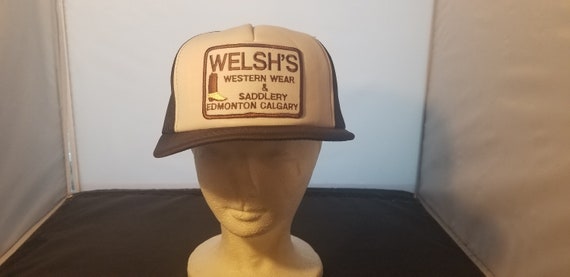 WELSH'S
WESTERN WEAR
&
SADDLERY
EDMONTON CALGARY